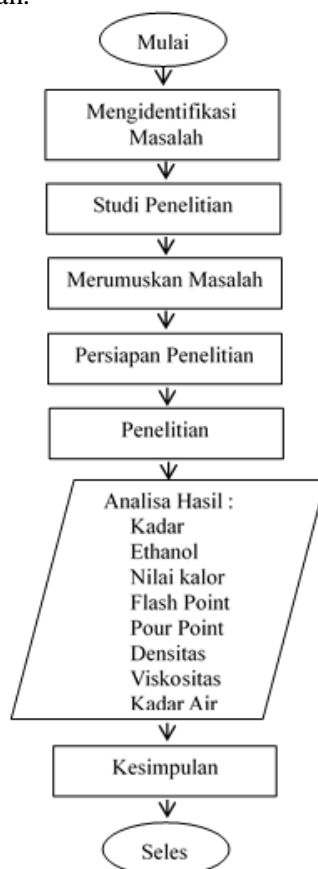 Mulai
Mengidentifikasi
Masalah
Studi Penelitian
Merumuskan Masalah
Persiapan Penelitian
Penelitian
Analisa Hasil :
Kadar
Ethanol
Nilai kalor
Flash Point
Pour Point
Densitas
Viskositas
Kadar Air
Kesimpulan
Seles